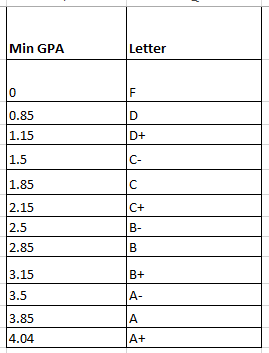 Min GPA Letter
0 F
0.85 D
1.15 D+
1.5 C-
1.85 C
2.15 C+
2.5 B-
2.85 B
3.15 B+
3.5 A-
3.85 A
4.04 A+